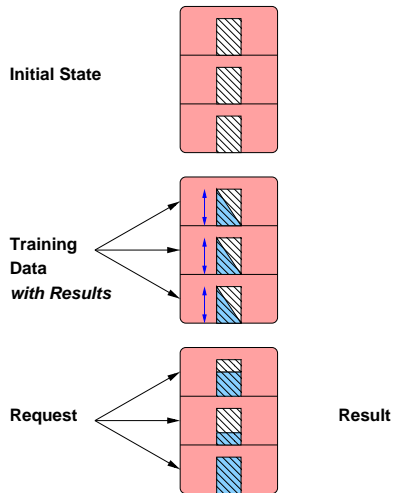 Initial State
Training
Data
with Results
Request
Result